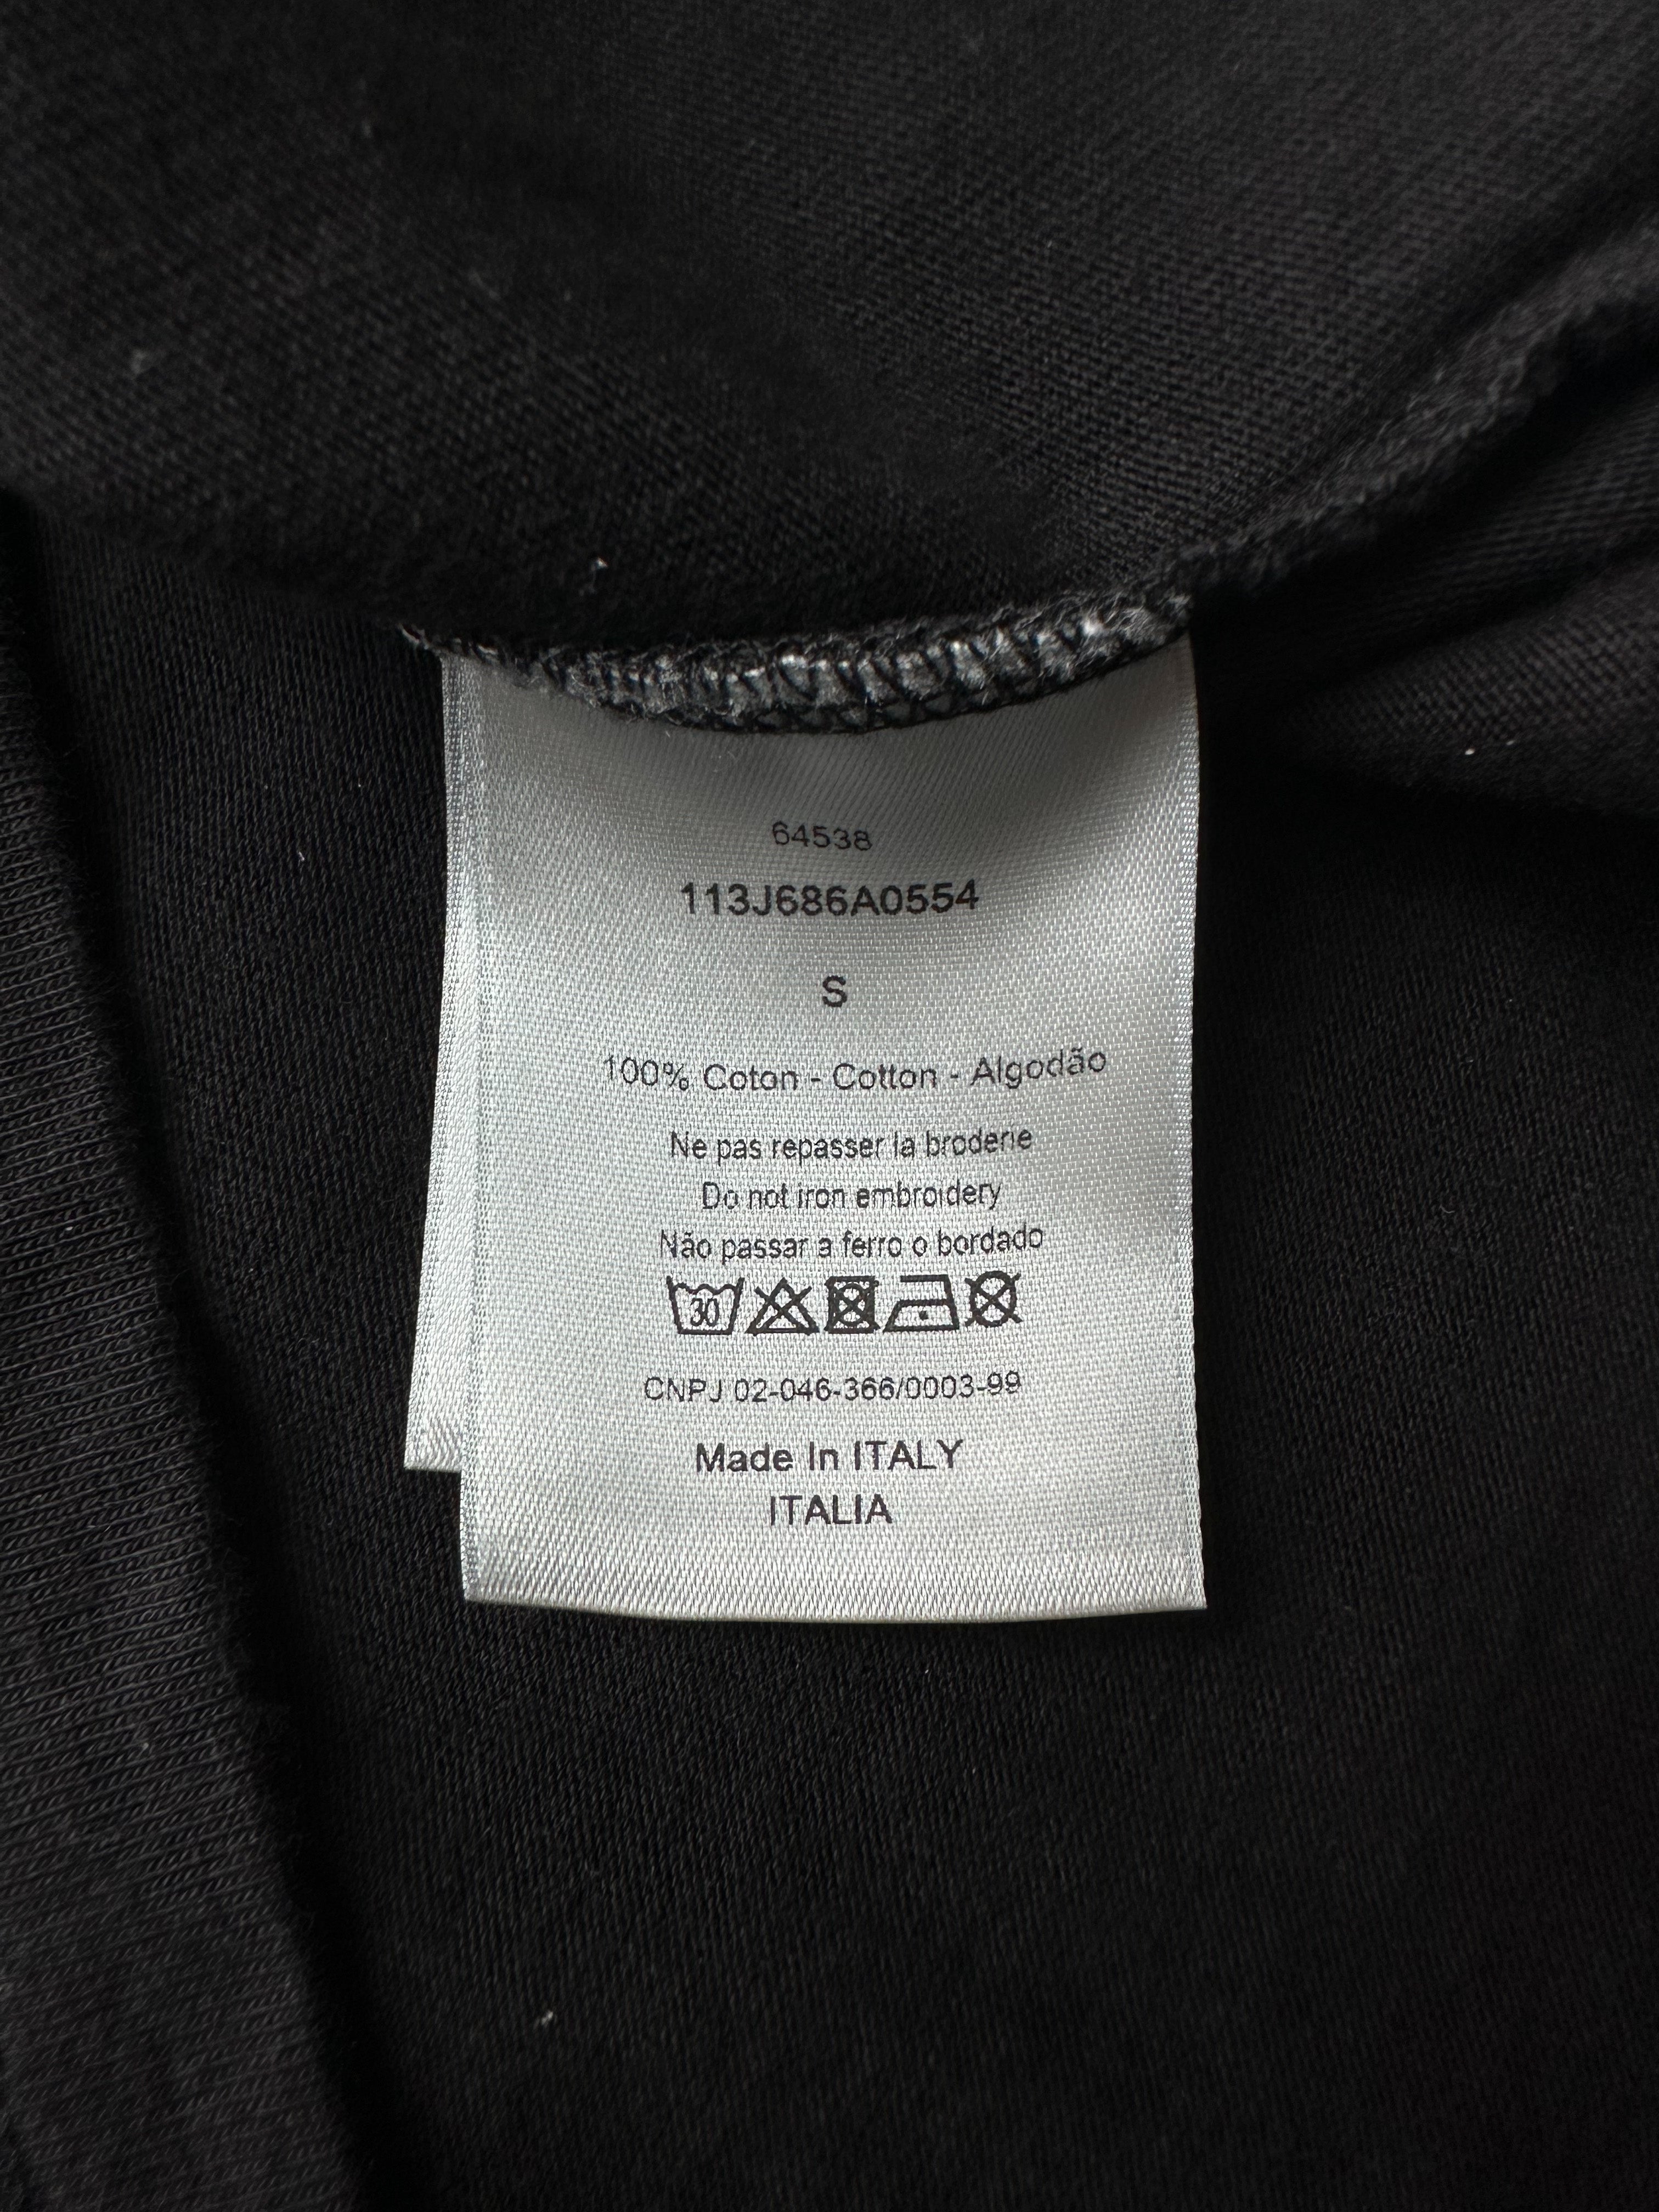 64538
113J686A0554
S
100% Coton - Cotton - Algodão
Ne pas repasser la broderie
Do not iron embroidery
Não passar a ferro o bordado
30
CNPJ 02-046-366/0003-99
Made In ITALY
ITALIA